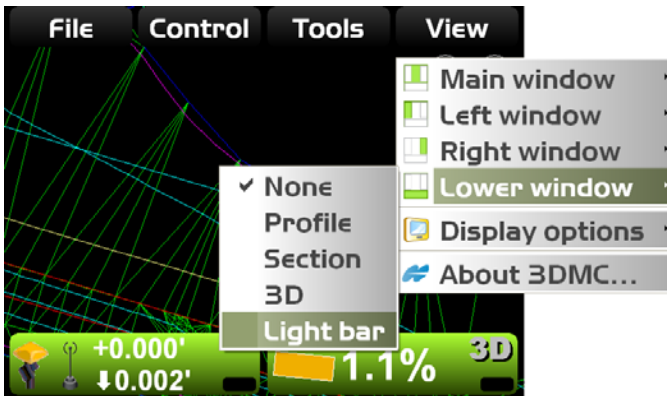 File Control Tools View
Main window
Left window
Right window
Lower window
Display options
About 3DMC...
None
Profile
Section
3D
Light bar
+0.000'
0.002'
1.1%
3D